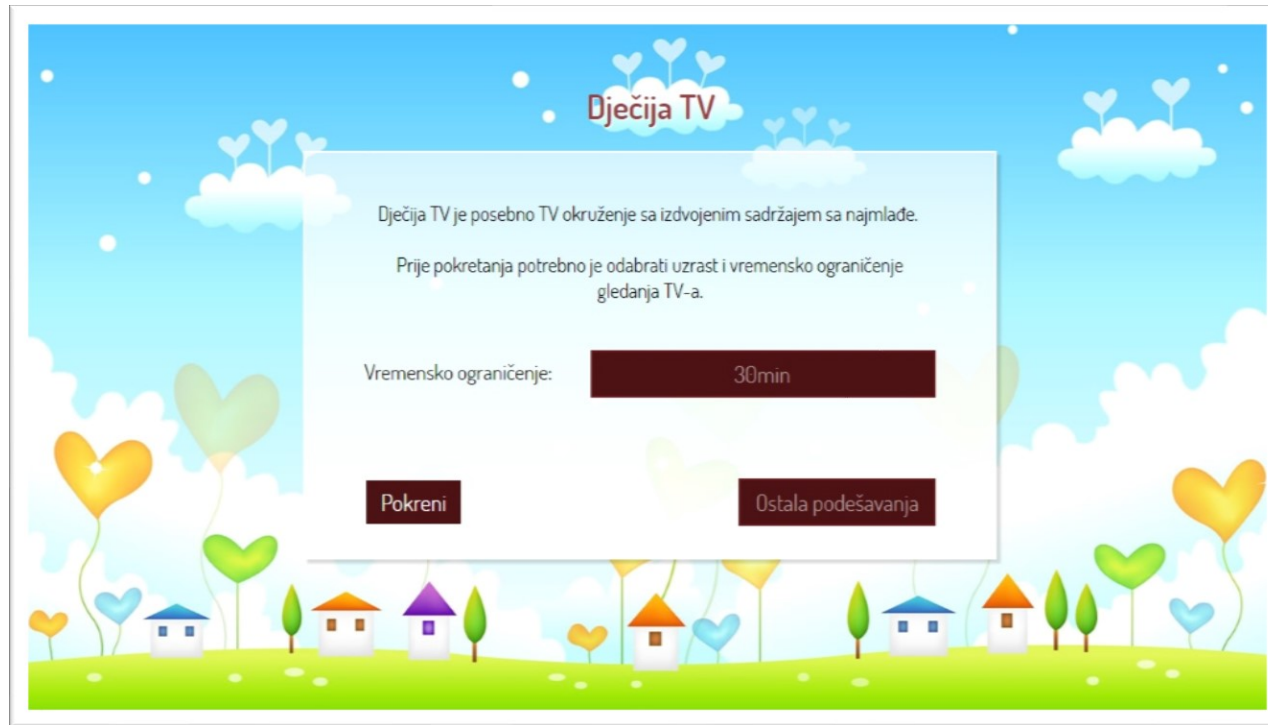 Dječija TV
Dječija TV je posebno TV okruženje sa izdvojenim sadržajem sa najmlađe.
Prije pokretanja potrebno je odabrati uzrast i vremensko ograničenje
gledanja TV-a.
Vremensko ograničenje:
30min
Pokreni
Ostala podešavanja